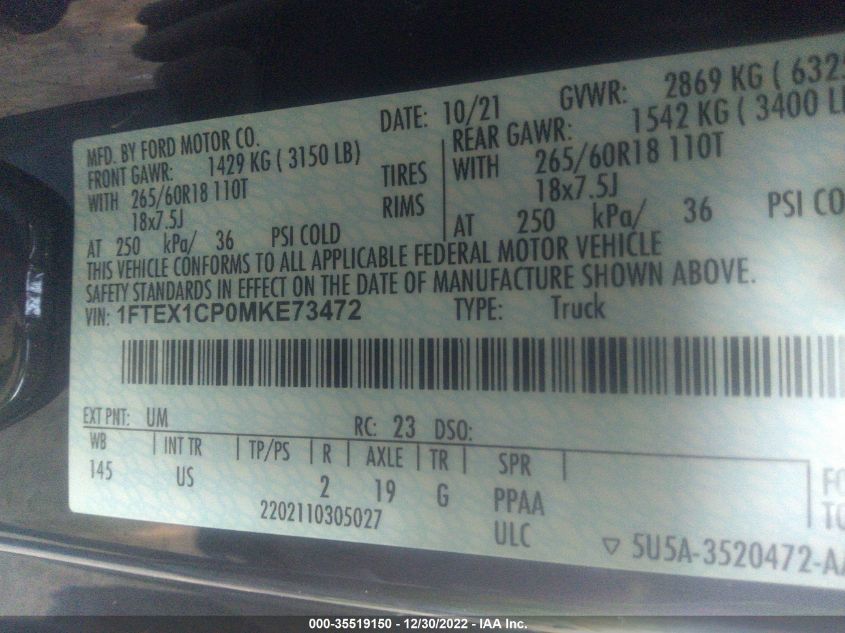 MFD. BY FORD MOTOR CO. DATE: 10/21 GVWR: 2869 KG ( 632
FRONT GAWR: 1429 KG ( 3150 LB) REAR GAWR: 1542 KG ( 3400 L
WITH 265/60R18 110T TIRES WITH 265/60R18 110T
18x7.5J RIMS 18x7.5J
AT 250 kPa/ 36 PSI COLD AT 250 kPa/ 36 PSI CO
THIS VEHICLE CONFORMS TO ALL APPLICABLE FEDERAL MOTOR VEHICLE
SAFETY STANDARDS IN EFFECT ON THE DATE OF MANUFACTURE SHOWN ABOVE.
VIN: 1FTEX1CP0MKE73472 TYPE: Truck
EXT PNT: UM RC: 23 DSO:
WB INT TR TP/PS R AXLE TR SPR
145 US 2 19 G PPAA
2202110305027 ULC
5U5A-3520472-A
000-35519150 - 12/30/2022 - IAA Inc.